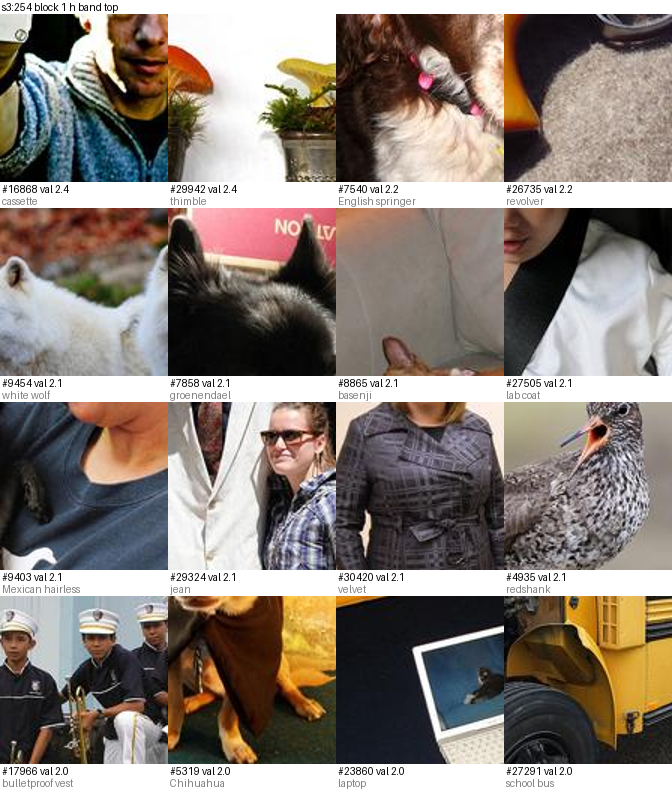 s3:254 block 1 h band top
#16868 val 2.4
cassette
#29942 val 2.4
thimble
#7540 val 2.2
English springer
#26735 val 2.2
revolver
NOLVT
#9454 val 2.1
white wolf
#7858 val 2.1
groenendael
#8865 val 2.1
basenji
#27505 val 2.1
lab coat
#9403 val 2.1
Mexican hairless
#29324 val 2.1
jean
#30420 val 2.1
velvet
#4935 val 2.1
redshank
#17966 val 2.0
bulletproof vest
#5319 val 2.0
Chihuahua
#23860 val 2.0
laptop
#27291 val 2.0
school bus